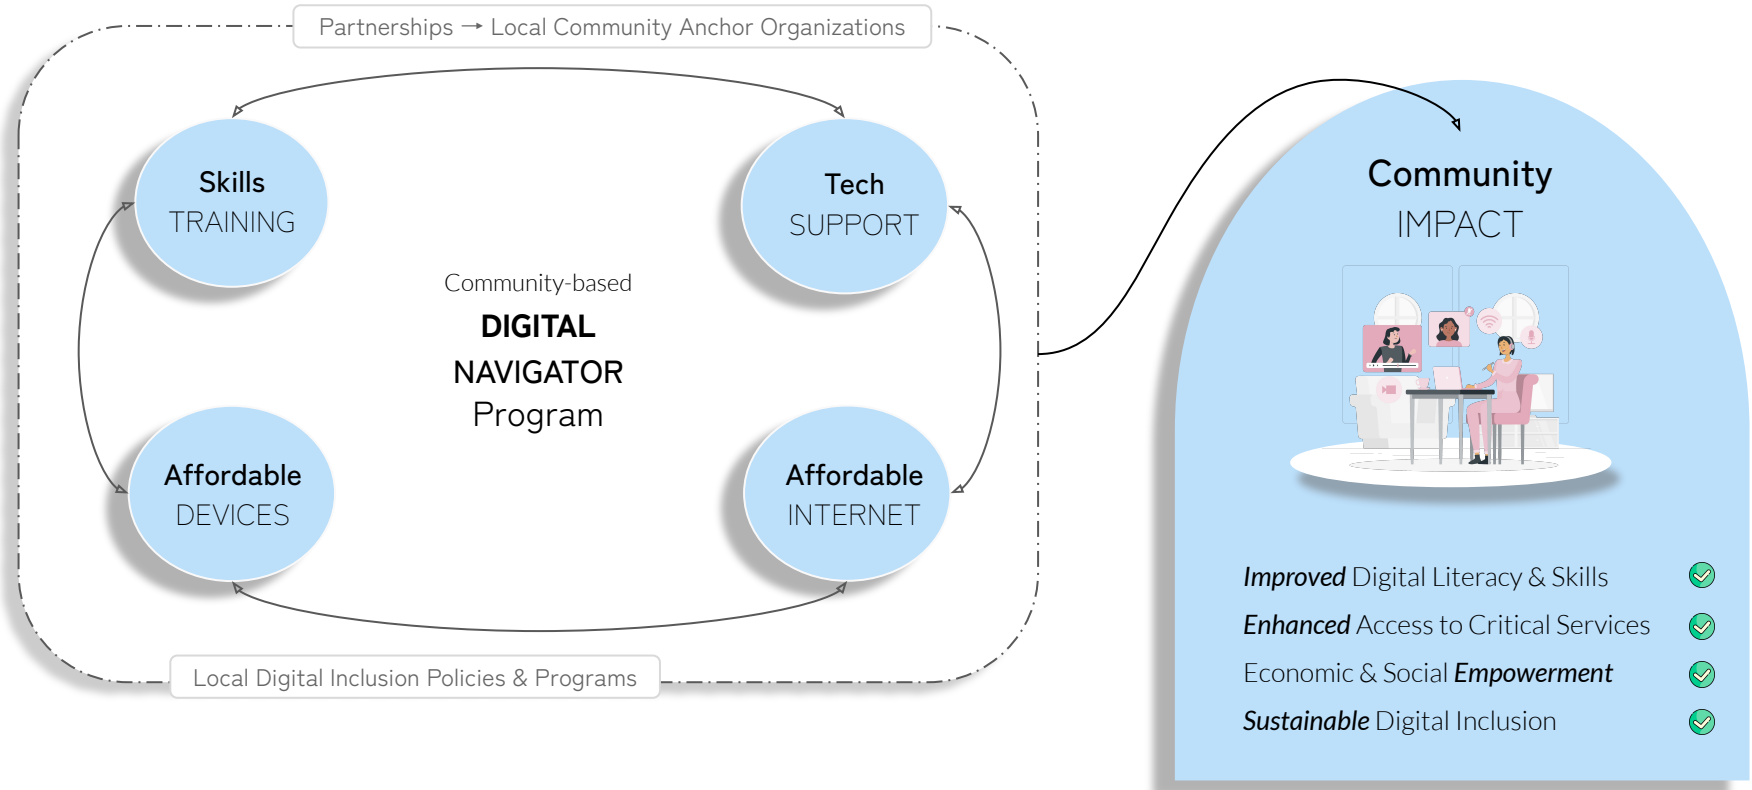 Partnerships → Local Community Anchor Organizations
Skills
TRAINING
Tech
SUPPORT
Community-based
DIGITAL
NAVIGATOR
Program
Affordable
DEVICES
Affordable
INTERNET
Local Digital Inclusion Policies & Programs
Community
IMPACT
Improved Digital Literacy & Skills
Enhanced Access to Critical Services
Economic & Social Empowerment
Sustainable Digital Inclusion